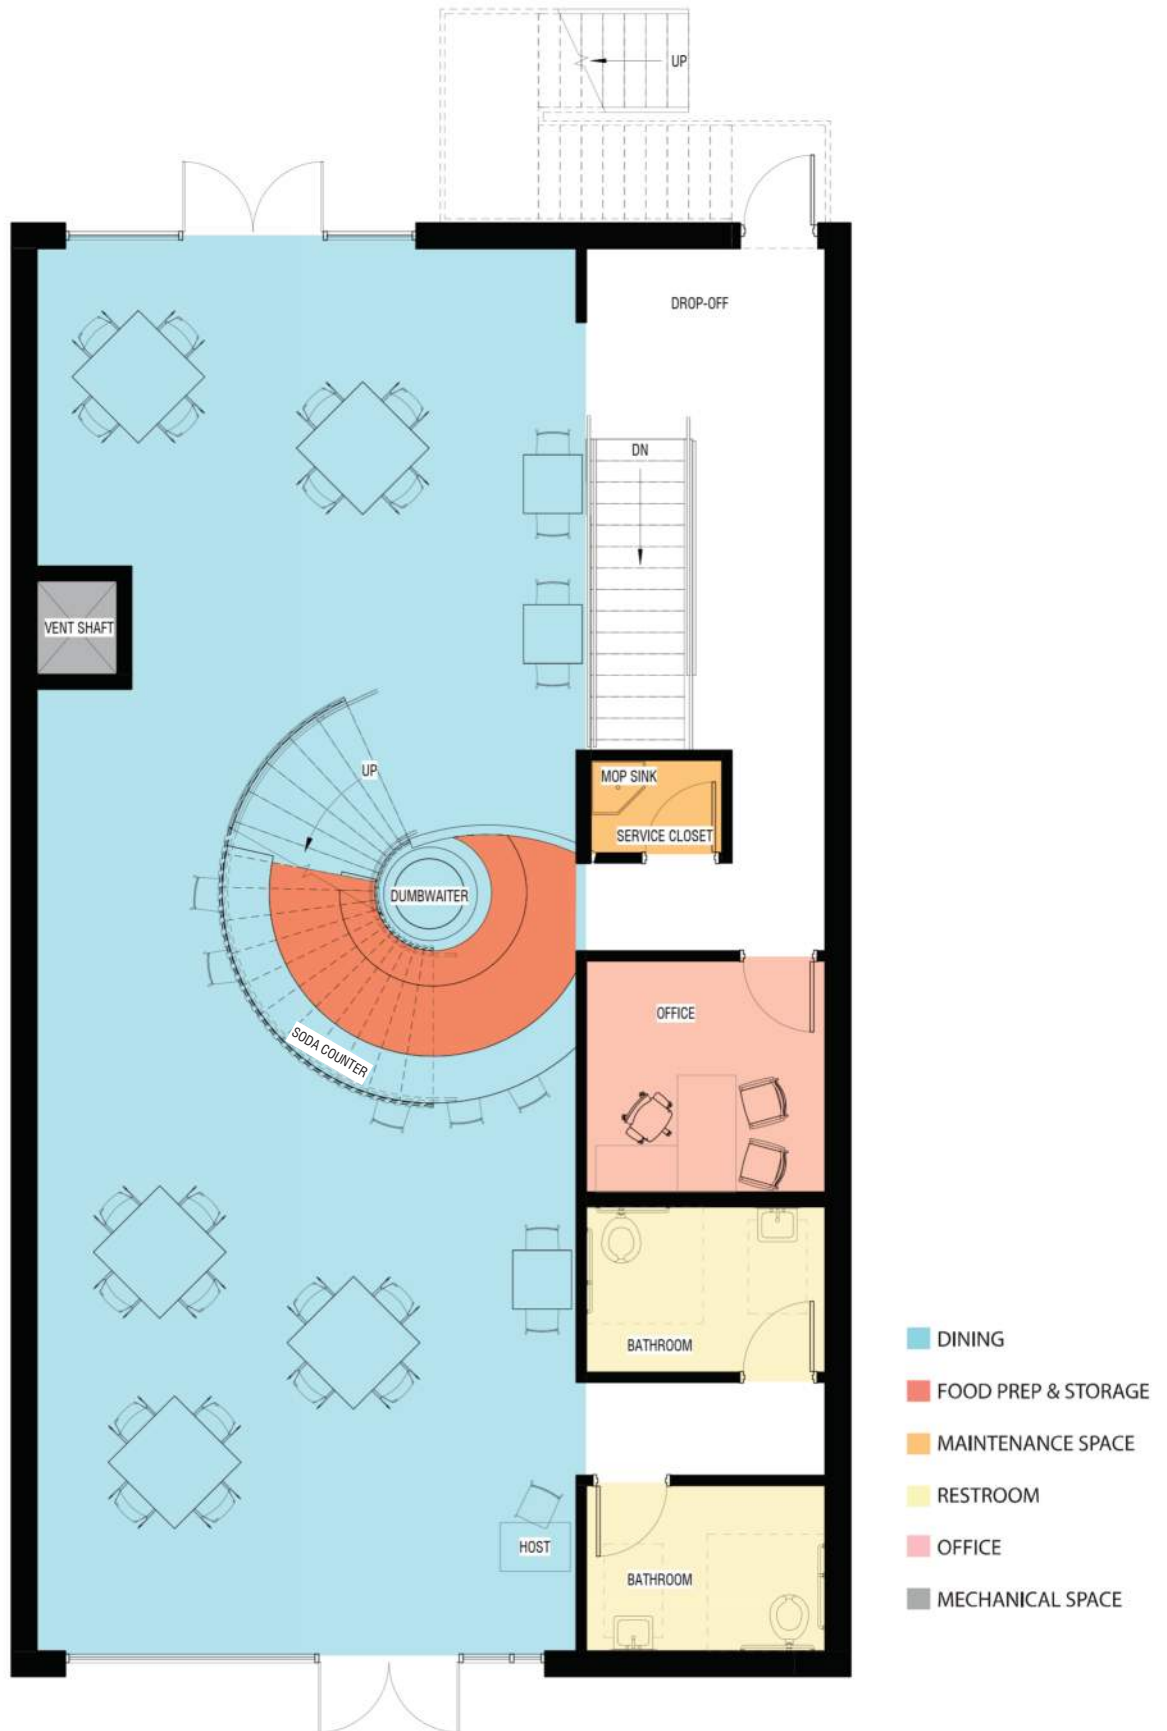 UP
DROP-OFF
DN
VENT SHAFT
MOP SINK
UP
SERVICE CLOSET
DUMBWAITER
OFFICE
SODA COUNTER
BATHROOM
HOST
BATHROOM
DINING
FOOD PREP & STORAGE
MAINTENANCE SPACE
RESTROOM
OFFICE
MECHANICAL SPACE